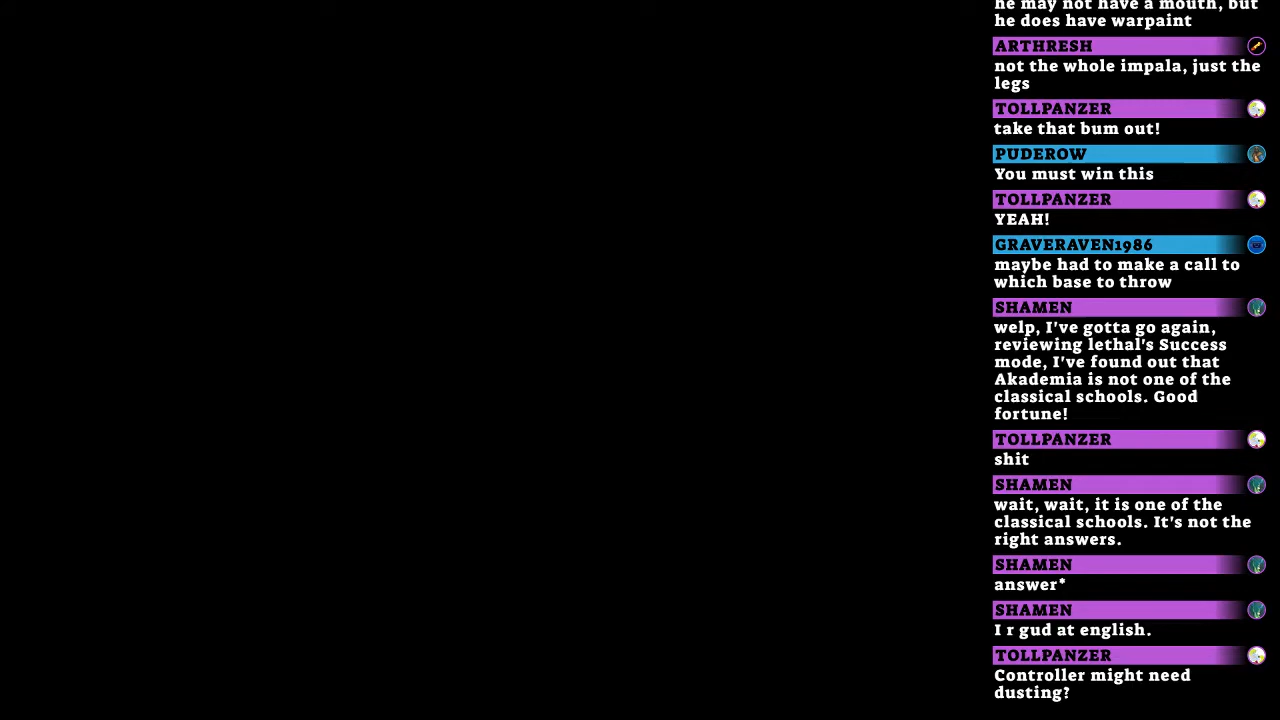 he may not have a mouth, but
he does have warpaint
ARTHRESH
not the whole impala, just the
legs
TOLLPANZER
take that bum out!
PUDEROW
You must win this
TOLLPANZER
YEAH!
GRAVERAVEN1986
maybe had to make a call to
which base to throw
SHAMEN
welp, I've gotta go again,
reviewing lethal's Success
mode, I've found out that
Akademia is not one of the
classical schools. Good
fortune!
TOLLPANZER
shit
SHAMEN
wait, wait, it is one of the
classical schools. It's not the
right answers.
SHAMEN
answer*
SHAMEN
I r gud at english.
TOLLPANZER
Controller might need
dusting?